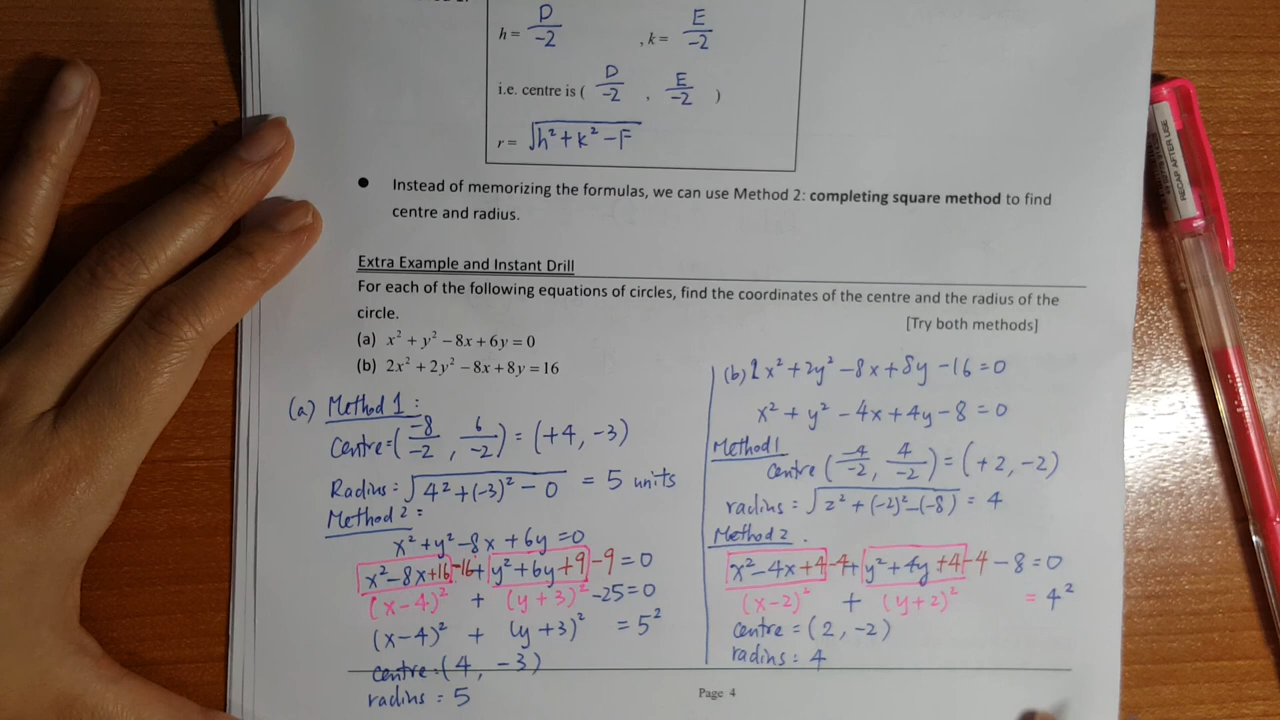 h = D/-2 , k = E/-2
i.e. centre is ( D/-2 , E/-2 )
r = √(h² + k² - F)
● Instead of memorizing the formulas, we can use Method 2: completing square method to find
centre and radius.
Extra Example and Instant Drill
For each of the following equations of circles, find the coordinates of the centre and the radius of the
circle.
[Try both methods]
(a) x² + y² - 8x + 6y = 0
(b) 2x² + 2y² - 8x + 8y = 16
(a) Method 1 :
Centre = ( -8/-2 , 6/-2 ) = (+4, -3)
Radius = √(4² + (-3)² - 0) = 5 units
Method 2 =
x² + y² - 8x + 6y = 0
x² - 8x + 16 - 16 + y² + 6y + 9 - 9 = 0
(x-4)² + (y+3)² - 25 = 0
(x-4)² + (y+3)² = 5²
centre = (4, -3)
radius = 5
(b) 2x² + 2y² - 8x + 8y - 16 = 0
x² + y² - 4x + 4y - 8 = 0
Method 1
centre ( -4/-2 , 4/-2 ) = (+2, -2)
radius = √(2² + (-2)² - (-8)) = 4
Method 2 .
x² - 4x + 4 - 4 + y² + 4y + 4 - 4 - 8 = 0
(x-2)² + (y+2)² = 4²
centre = (2, -2)
radius = 4
Page 4
RECAP AFTER USE